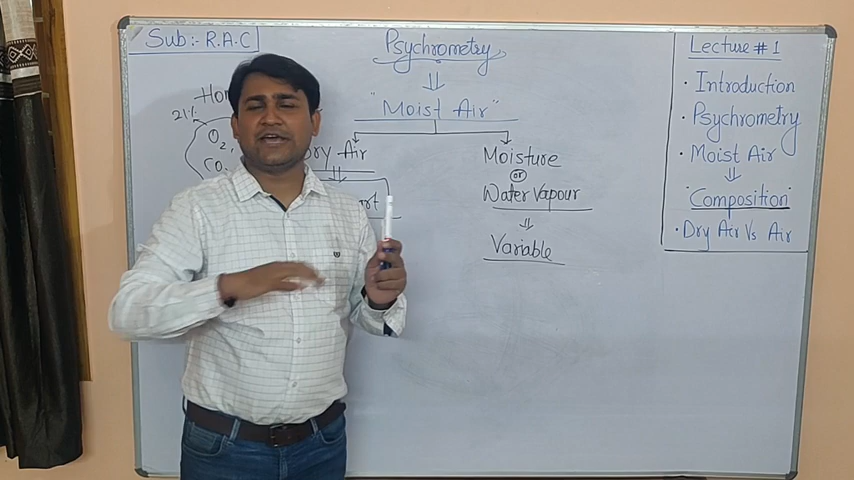 Sub:- R.A.C
Psychrometry
"Moist Air"
21%
O2,
CO2
Dry Air
Moisture
or
Water Vapour
Variable
Lecture # 1
· Introduction
· Psychrometry
· Moist Air
"Composition"
· Dry Air Vs Air